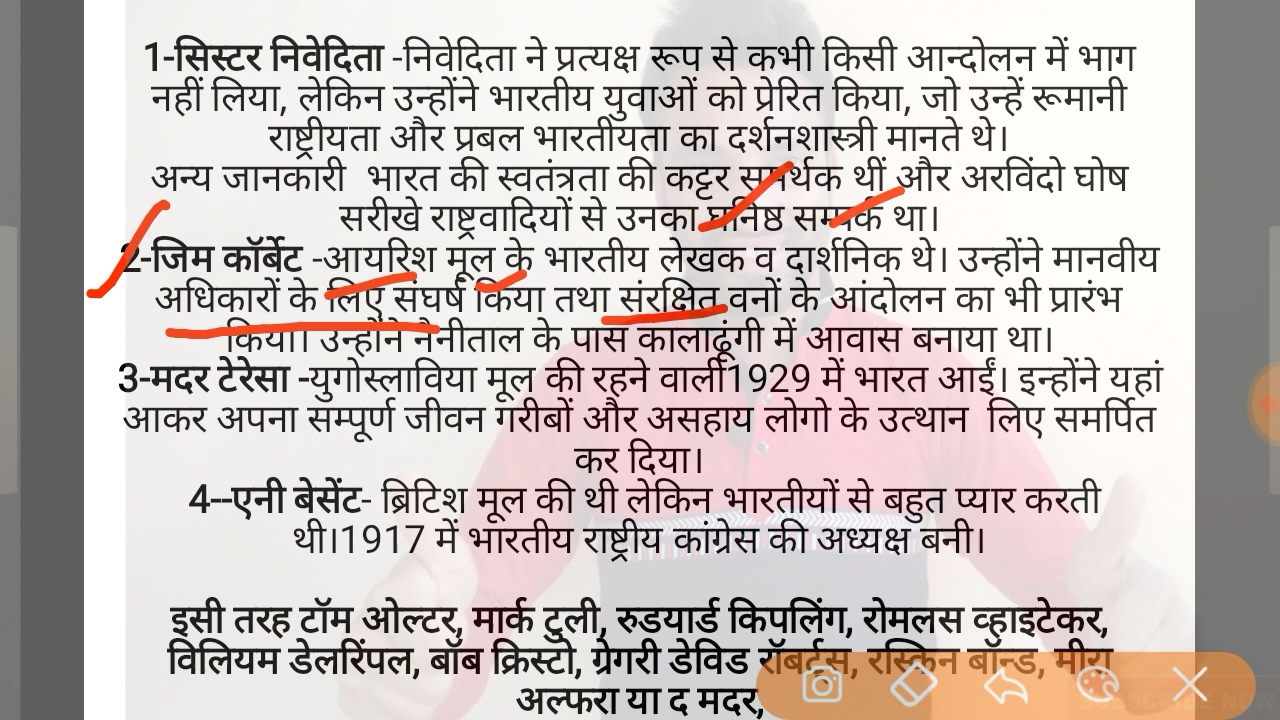 1-सिस्टर निवेदिता -निवेदिता ने प्रत्यक्ष रूप से कभी किसी आन्दोलन में भाग
नहीं लिया, लेकिन उन्होंने भारतीय युवाओं को प्रेरित किया, जो उन्हें रूमानी
राष्ट्रीयता और प्रबल भारतीयता का दर्शनशास्त्री मानते थे।
अन्य जानकारी भारत की स्वतंत्रता की कट्टर समर्थक थीं और अरविंदो घोष
सरीखे राष्ट्रवादियों से उनका घनिष्ठ सम्पर्क था।
2-जिम कॉर्बेट -आयरिश मूल के भारतीय लेखक व दार्शनिक थे। उन्होंने मानवीय
अधिकारों के लिए संघर्ष किया तथा संरक्षित वनों के आंदोलन का भी प्रारंभ
किया। उन्होंने नैनीताल के पास कालाढूंगी में आवास बनाया था।
3-मदर टेरेसा -युगोस्लाविया मूल की रहने वाली1929 में भारत आईं। इन्होंने यहां
आकर अपना सम्पूर्ण जीवन गरीबों और असहाय लोगो के उत्थान लिए समर्पित
कर दिया।
4--एनी बेसेंट- ब्रिटिश मूल की थी लेकिन भारतीयों से बहुत प्यार करती
थी।1917 में भारतीय राष्ट्रीय कांग्रेस की अध्यक्ष बनी।
इसी तरह टॉम ओल्टर, मार्क टुली, रुडयार्ड किपलिंग, रोमलस व्हाइटेकर,
विलियम डेलरिंपल, बॉब क्रिस्टो, ग्रेगरी डेविड रॉबर्ट्स, रस्किन बॉन्ड, मीरा
अल्फरा या द मदर,
SUBSCRIBE NOW